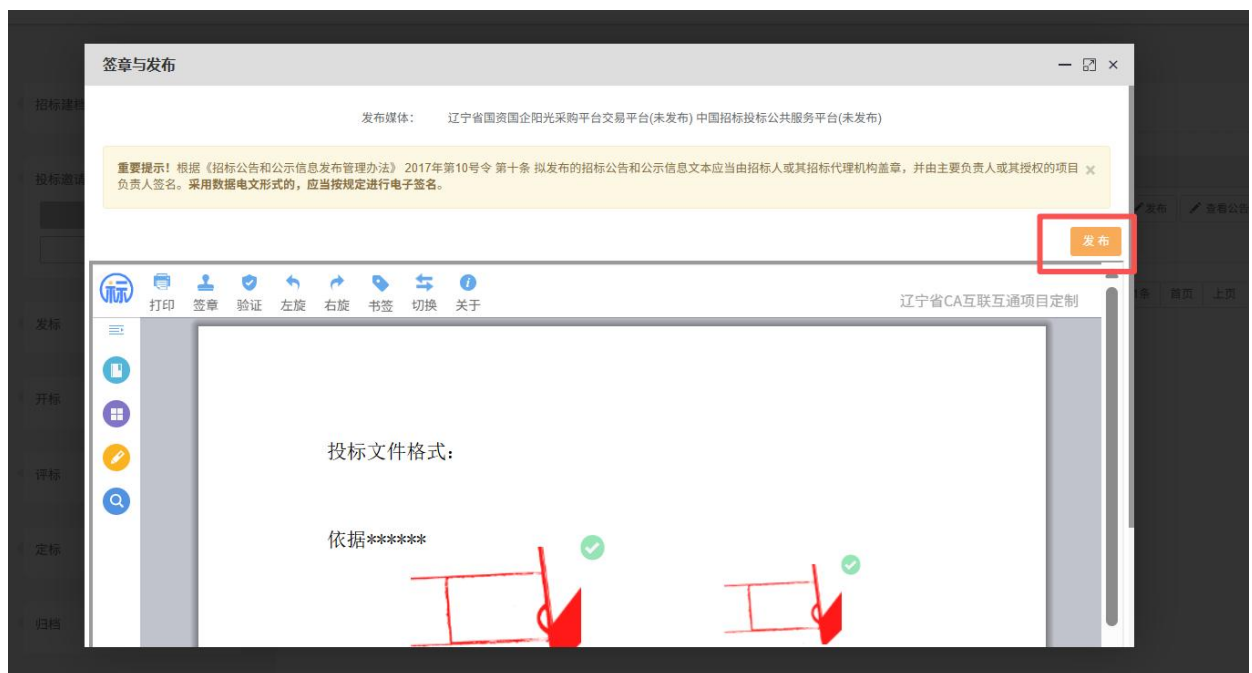 签章与发布
招标建档
发布媒体： 辽宁省国资国企阳光采购平台交易平台(未发布) 中国招标投标公共服务平台(未发布)
投标邀请
重要提示！根据《招标公告和公示信息发布管理办法》 2017年第10号令 第十条 拟发布的招标公告和公示信息文本应当由招标人或其招标代理机构盖章，并由主要负责人或其授权的项目
负责人签名。采用数据电文形式的，应当按规定进行电子签名。
发布 查看公告
发布
标
打印 签章 验证 左旋 右旋 书签 切换 关于
辽宁省CA互联互通项目定制
1条 首页 上页
发标
开标
投标文件格式：
评标
依据******
定标
归档